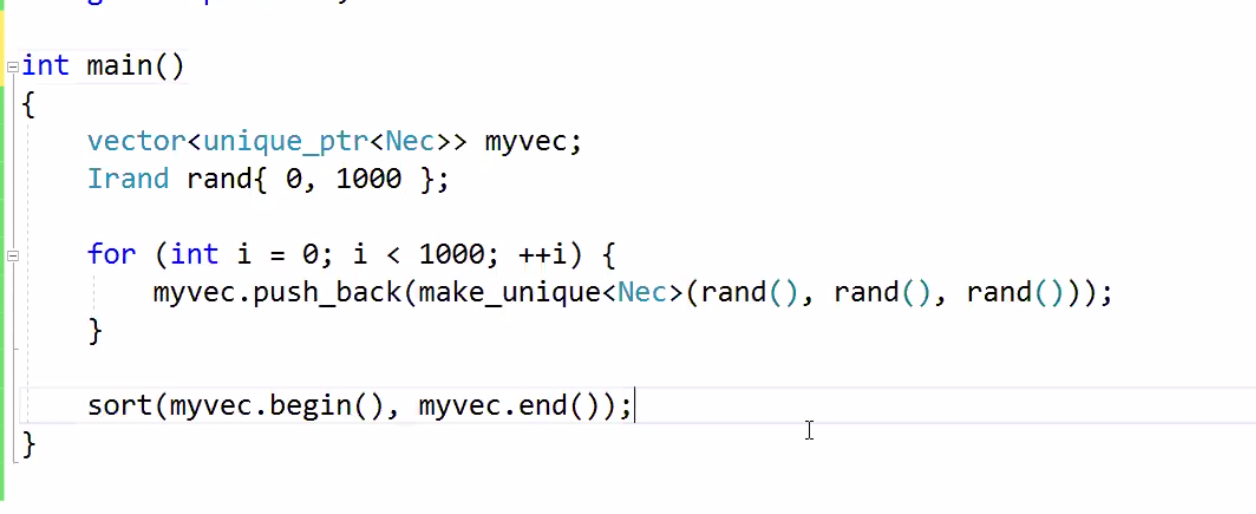 int main()
{
    vector<unique_ptr<Nec>> myvec;
    Irand rand{ 0, 1000 };
    for (int i = 0; i < 1000; ++i) {
        myvec.push_back(make_unique<Nec>(rand(), rand(), rand()));
    }
    sort(myvec.begin(), myvec.end());
}